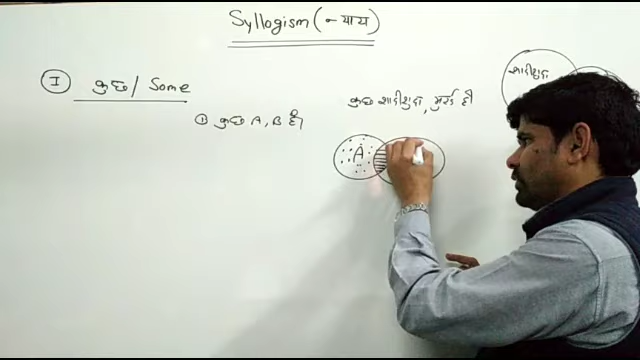 Syllogism (न्याय)
I कुछ / Some
① कुछ A, B है।
कुछ शादीशुदा, मुर्ख है
शादीशुदा
A